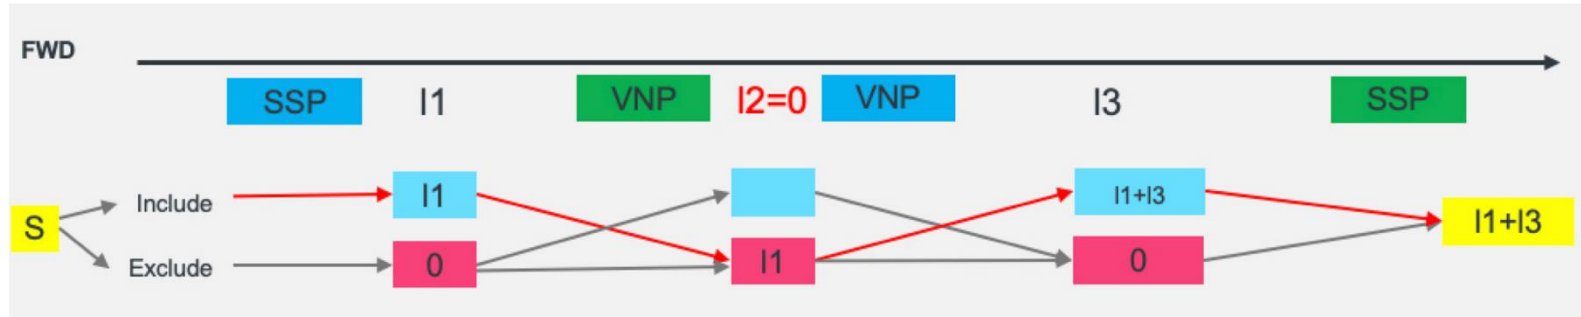 FWD
SSP I1 VNP I2=0 VNP I3 SSP
Include I1 I1+I3
S I1+I3
Exclude 0 I1 0